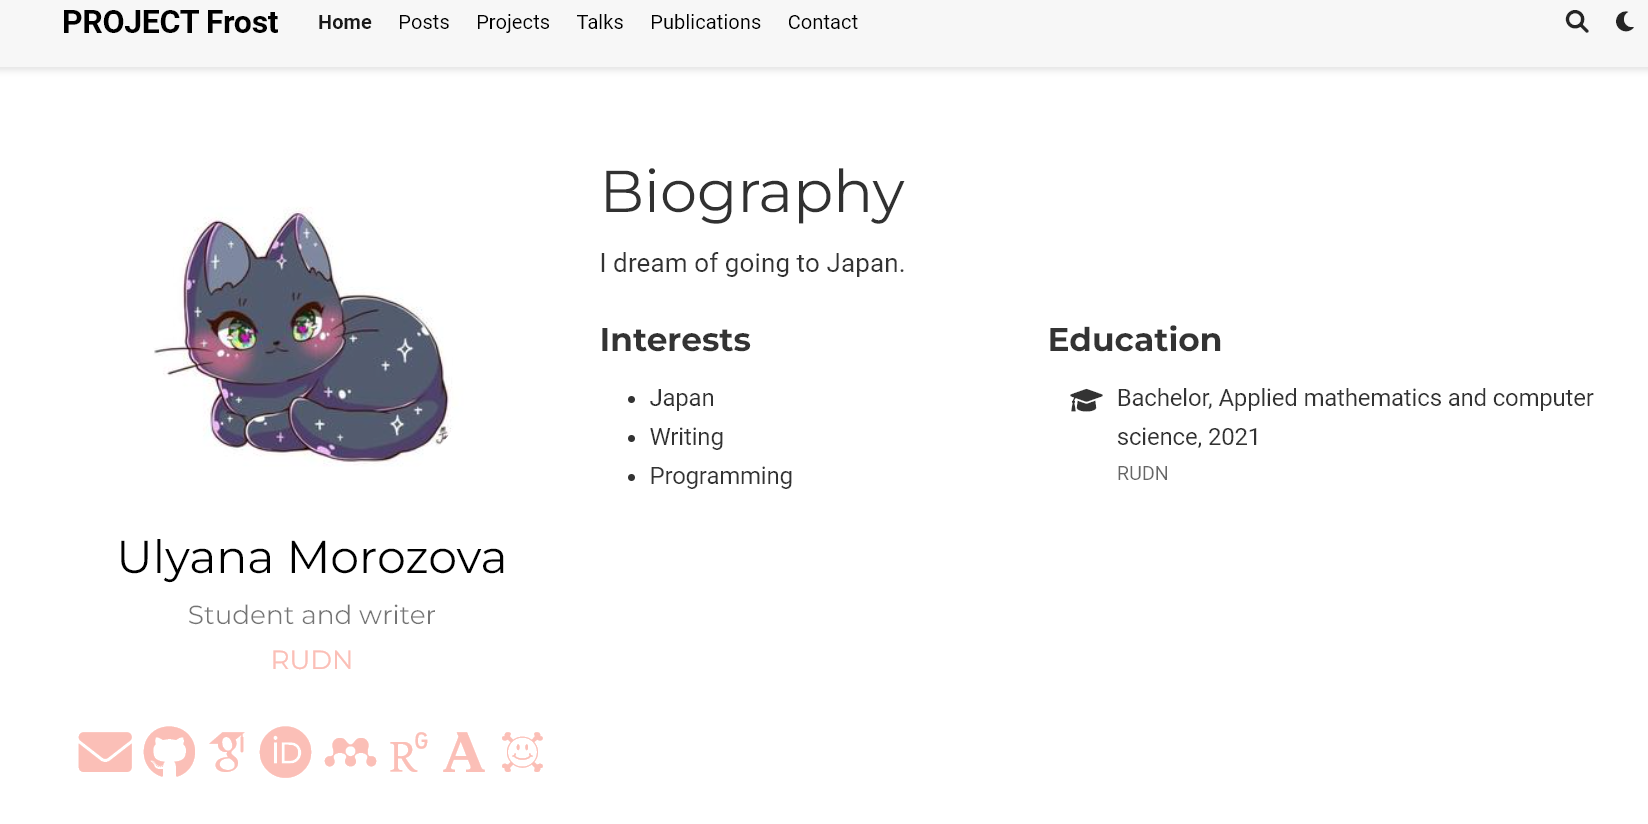 PROJECT Frost
Home Posts Projects Talks Publications Contact
Biography
I dream of going to Japan.
Interests
Japan
Writing
Programming
Education
Bachelor, Applied mathematics and computer
science, 2021
RUDN
Ulyana Morozova
Student and writer
RUDN